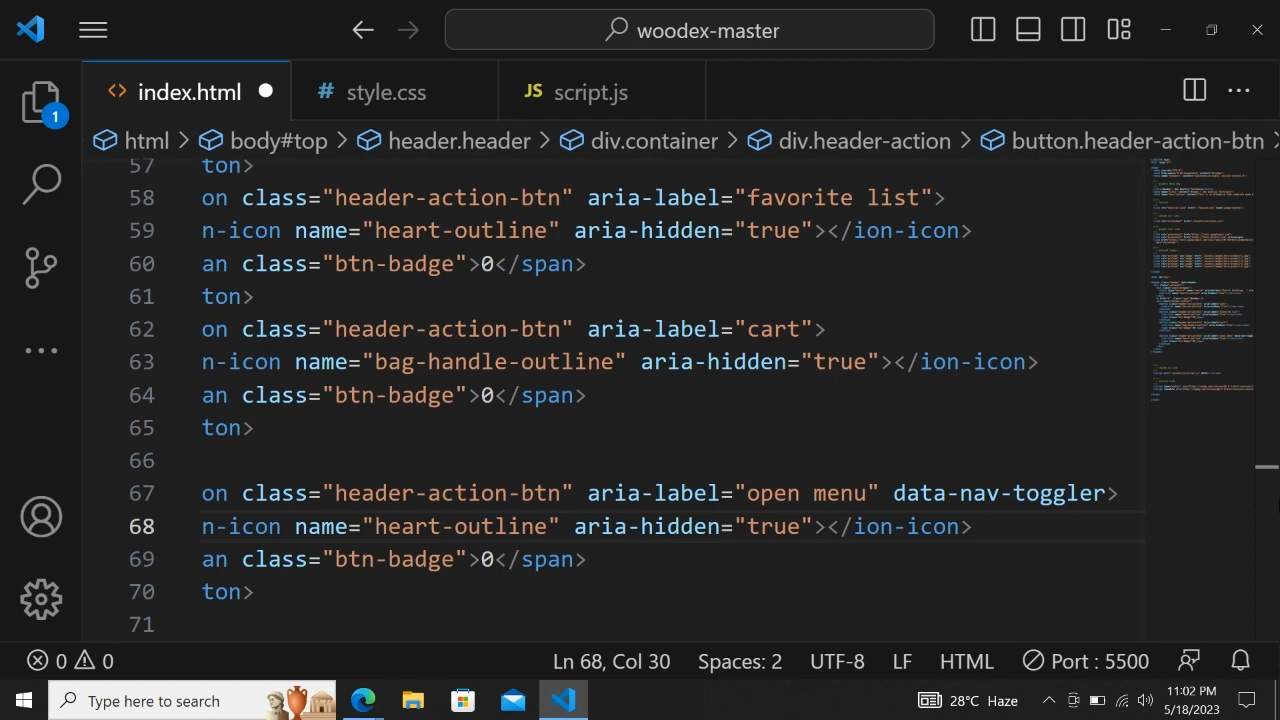 woodex-master
index.html
# style.css
JS script.js
1
html > body#top > header.header > div.container > div.header-action > button.header-action-btn >
57 ton>
58 on class="header-action-btn" aria-label="favorite list">
59 n-icon name="heart-outline" aria-hidden="true"></ion-icon>
60 an class="btn-badge">0</span>
61 ton>
62 on class="header-action-btn" aria-label="cart">
63 n-icon name="bag-handle-outline" aria-hidden="true"></ion-icon>
64 an class="btn-badge">0</span>
65 ton>
66
67 on class="header-action-btn" aria-label="open menu" data-nav-toggler>
68 n-icon name="heart-outline" aria-hidden="true"></ion-icon>
69 an class="btn-badge">0</span>
70 ton>
71
0 0 Ln 68, Col 30 Spaces: 2 UTF-8 LF HTML Port : 5500
Type here to search
28°C Haze
11:02 PM
5/18/2023